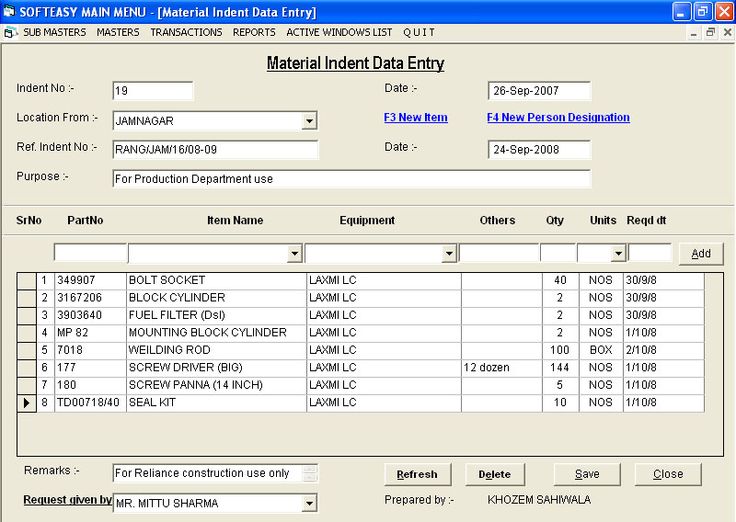 SOFTEASY MAIN MENU - [Material Indent Data Entry]
SUB MASTERS MASTERS TRANSACTIONS REPORTS ACTIVE WINDOWS LIST Q U I T
Material Indent Data Entry
Indent No :- 19 Date :- 26-Sep-2007
Location From :- JAMNAGAR F3 New Item F4 New Person Designation
Ref. Indent No :- RANG/JAM/16/08-09 Date :- 24-Sep-2008
Purpose :- For Production Department use
SrNo PartNo Item Name Equipment Others Qty Units Reqd dt
Add
1 349907 BOLT SOCKET LAXMI LC 40 NOS 30/9/8
2 3167206 BLOCK CYLINDER LAXMI LC 2 NOS 30/9/8
3 3903640 FUEL FILTER (Dsl) LAXMI LC 2 NOS 30/9/8
4 MP 82 MOUNTING BLOCK CYLINDER LAXMI LC 2 NOS 1/10/8
5 7018 WEILDING ROD LAXMI LC 100 BOX 2/10/8
6 177 SCREW DRIVER (BIG) LAXMI LC 12 dozen 144 NOS 1/10/8
7 180 SCREW PANNA (14 INCH) LAXMI LC 5 NOS 1/10/8
8 TD00718/40 SEAL KIT LAXMI LC 10 NOS 1/10/8
Remarks :- For Reliance construction use only Refresh Delete Save Close
Request given by MR. MITTU SHARMA Prepared by :- KHOZEM SAHIWALA